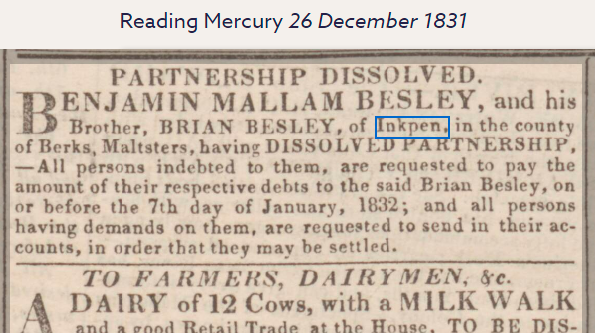 Reading Mercury 26 December 1831
PARTNERSHIP DISSOLVED.
BENJAMIN MALLAM BESLEY, and his
Brother, BRIAN BESLEY, of Inkpen, in the county
of Berks, Maltsters, having DISSOLVED PARTNERSHIP,
—All persons indebted to them, are requested to pay the
amount of their respective debts to the said Brian Besley, on
or before the 7th day of January, 1832; and all persons
having demands on them, are requested to send in their ac-
counts, in order that they may be settled.
TO FARMERS, DAIRYMEN, &c.
A DAIRY of 12 Cows, with a MILK WALK
and a good Retail Trade at the House, TO BE DIS-